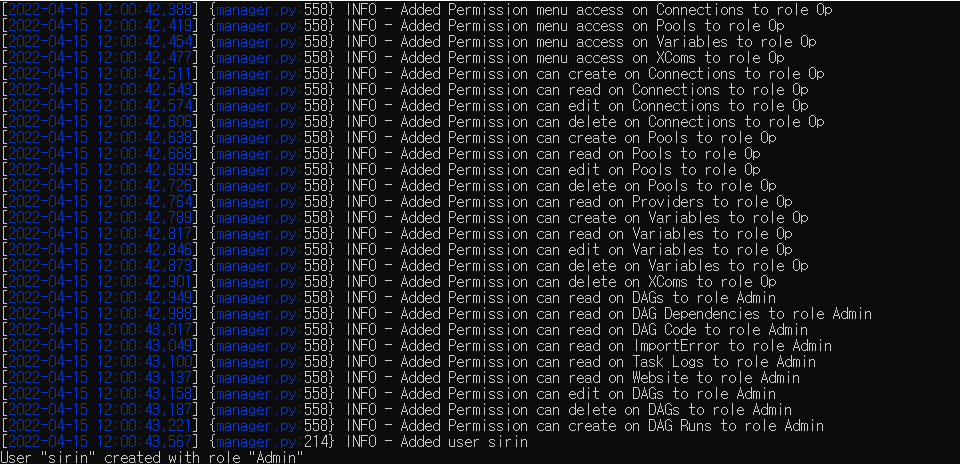 [2022-04-15 12:00:42,388] {manager.py:558} INFO - Added Permission menu access on Connections to role Op
[2022-04-15 12:00:42,419] {manager.py:558} INFO - Added Permission menu access on Pools to role Op
[2022-04-15 12:00:42,454] {manager.py:558} INFO - Added Permission menu access on Variables to role Op
[2022-04-15 12:00:42,477] {manager.py:558} INFO - Added Permission menu access on XComs to role Op
[2022-04-15 12:00:42,511] {manager.py:558} INFO - Added Permission can create on Connections to role Op
[2022-04-15 12:00:42,543] {manager.py:558} INFO - Added Permission can read on Connections to role Op
[2022-04-15 12:00:42,574] {manager.py:558} INFO - Added Permission can edit on Connections to role Op
[2022-04-15 12:00:42,606] {manager.py:558} INFO - Added Permission can delete on Connections to role Op
[2022-04-15 12:00:42,638] {manager.py:558} INFO - Added Permission can create on Pools to role Op
[2022-04-15 12:00:42,668] {manager.py:558} INFO - Added Permission can read on Pools to role Op
[2022-04-15 12:00:42,699] {manager.py:558} INFO - Added Permission can edit on Pools to role Op
[2022-04-15 12:00:42,726] {manager.py:558} INFO - Added Permission can delete on Pools to role Op
[2022-04-15 12:00:42,764] {manager.py:558} INFO - Added Permission can read on Providers to role Op
[2022-04-15 12:00:42,789] {manager.py:558} INFO - Added Permission can create on Variables to role Op
[2022-04-15 12:00:42,817] {manager.py:558} INFO - Added Permission can read on Variables to role Op
[2022-04-15 12:00:42,846] {manager.py:558} INFO - Added Permission can edit on Variables to role Op
[2022-04-15 12:00:42,873] {manager.py:558} INFO - Added Permission can delete on Variables to role Op
[2022-04-15 12:00:42,901] {manager.py:558} INFO - Added Permission can delete on XComs to role Op
[2022-04-15 12:00:42,949] {manager.py:558} INFO - Added Permission can read on DAGs to role Admin
[2022-04-15 12:00:42,988] {manager.py:558} INFO - Added Permission can read on DAG Dependencies to role Admin
[2022-04-15 12:00:43,017] {manager.py:558} INFO - Added Permission can read on DAG Code to role Admin
[2022-04-15 12:00:43,049] {manager.py:558} INFO - Added Permission can read on ImportError to role Admin
[2022-04-15 12:00:43,100] {manager.py:558} INFO - Added Permission can read on Task Logs to role Admin
[2022-04-15 12:00:43,137] {manager.py:558} INFO - Added Permission can read on Website to role Admin
[2022-04-15 12:00:43,158] {manager.py:558} INFO - Added Permission can edit on DAGs to role Admin
[2022-04-15 12:00:43,187] {manager.py:558} INFO - Added Permission can delete on DAGs to role Admin
[2022-04-15 12:00:43,221] {manager.py:558} INFO - Added Permission can create on DAG Runs to role Admin
[2022-04-15 12:00:43,567] {manager.py:214} INFO - Added user sirin
User "sirin" created with role "Admin"